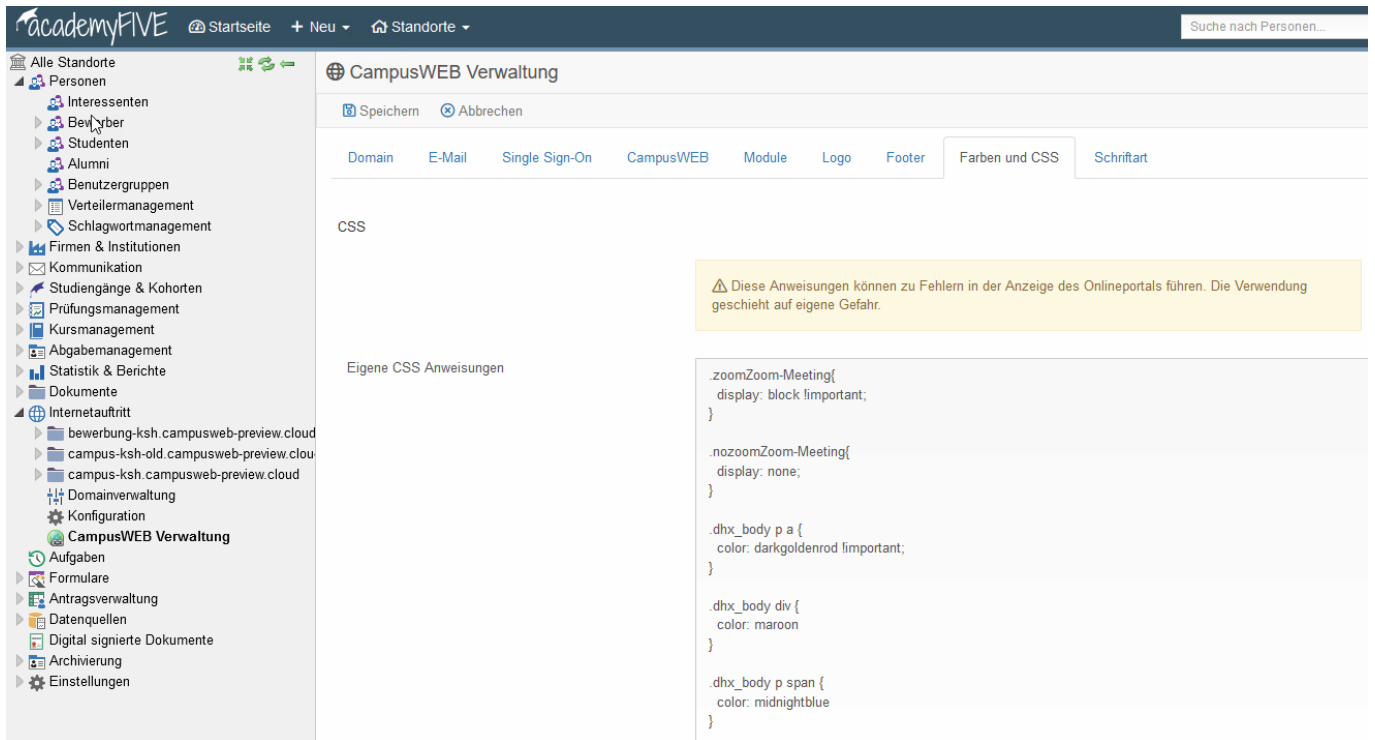 academyFIVE
Startseite
+ Neu
Standorte
Suche nach Personen...
Alle Standorte
Personen
Interessenten
Bewerber
Studenten
Alumni
Benutzergruppen
Verteilermanagement
Schlagwortmanagement
Firmen & Institutionen
Kommunikation
Studiengänge & Kohorten
Prüfungsmanagement
Kursmanagement
Abgabemanagement
Statistik & Berichte
Dokumente
Internetauftritt
bewerbung-ksh.campusweb-preview.cloud
campus-ksh-old.campusweb-preview.clou
campus-ksh.campusweb-preview.cloud
Domainverwaltung
Konfiguration
CampusWEB Verwaltung
Aufgaben
Formulare
Antragsverwaltung
Datenquellen
Digital signierte Dokumente
Archivierung
Einstellungen
CampusWEB Verwaltung
Speichern
Abbrechen
Domain
E-Mail
Single Sign-On
CampusWEB
Module
Logo
Footer
Farben und CSS
Schriftart
CSS
Diese Anweisungen können zu Fehlern in der Anzeige des Onlineportals führen. Die Verwendung
geschieht auf eigene Gefahr.
Eigene CSS Anweisungen
.zoomZoom-Meeting{
display: block !important;
}
.nozoomZoom-Meeting{
display: none;
}
.dhx_body p a {
color: darkgoldenrod !important;
}
.dhx_body div {
color: maroon
}
.dhx_body p span {
color: midnightblue
}